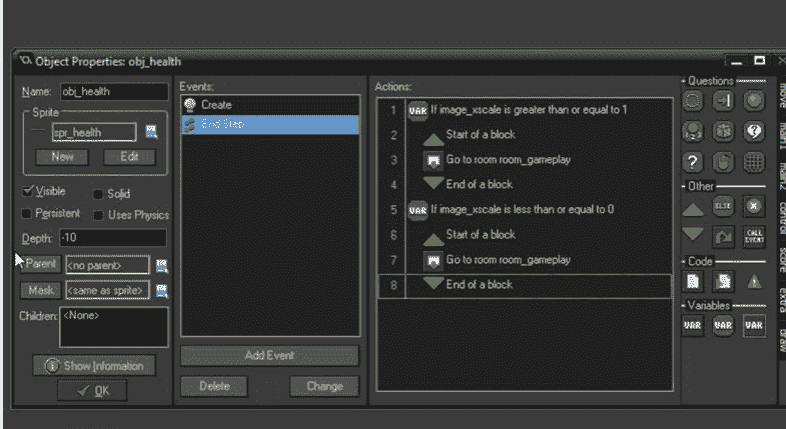 Object Properties: obj_health
Name: obj_health
Sprite
spr_health
New Edit
Visible Solid
Persistent Uses Physics
Depth: -10
Parent <no parent>
Mask <same as sprite>
Children: <None>
Show Information
OK
Events:
Create
End Step
Add Event
Delete Change
Actions:
1 VAR If image_xscale is greater than or equal to 1
2 Start of a block
3 Go to room room_gameplay
4 End of a block
5 VAR If image_xscale is less than or equal to 0
6 Start of a block
7 Go to room room_gameplay
8 End of a block
Questions
Other
ELSE
CALL
EVENT
Code
Variables
VAR VAR VAR
move
main1
main2
control
score
extra
draw